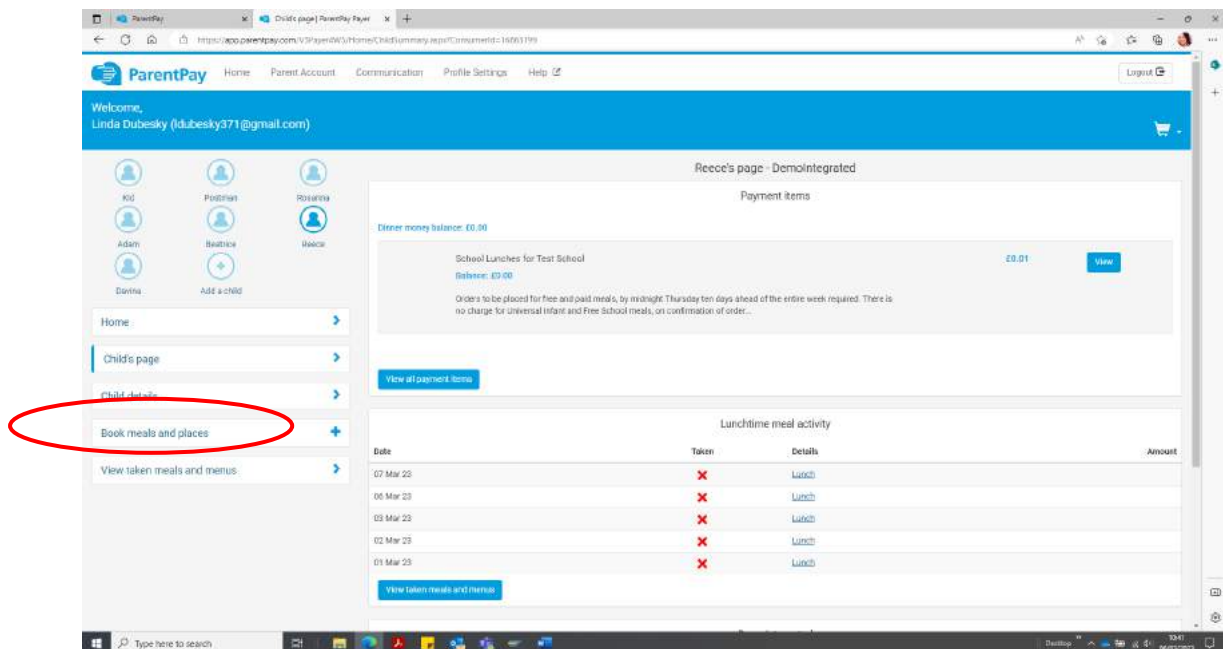 ParentPay
Child's page | ParentPay Payer
ParentPay Home Parent Account Communication Profile Settings Help
Logout
Welcome,
Linda Dubesky (ldubesky371@gmail.com)
Kid Postman Rosanna
Adam Beatrice Reece
Davina Add a child
Home
Child's page
Child details
Book meals and places
View taken meals and menus
Reece's page - DemoIntegrated
Payment items
Dinner money balance: £0.00
School Lunches for Test School £0.01 View
Balance: £0.00
Orders to be placed for free and paid meals, by midnight Thursday ten days ahead of the entire week required. There is
no charge for Universal Infant and Free School meals, on confirmation of order...
View all payment items
Lunchtime meal activity
Date Taken Details Amount
07 Mar 23 Lunch
06 Mar 23 Lunch
03 Mar 23 Lunch
02 Mar 23 Lunch
01 Mar 23 Lunch
View taken meals and menus
Type here to search
Desktop
10:41